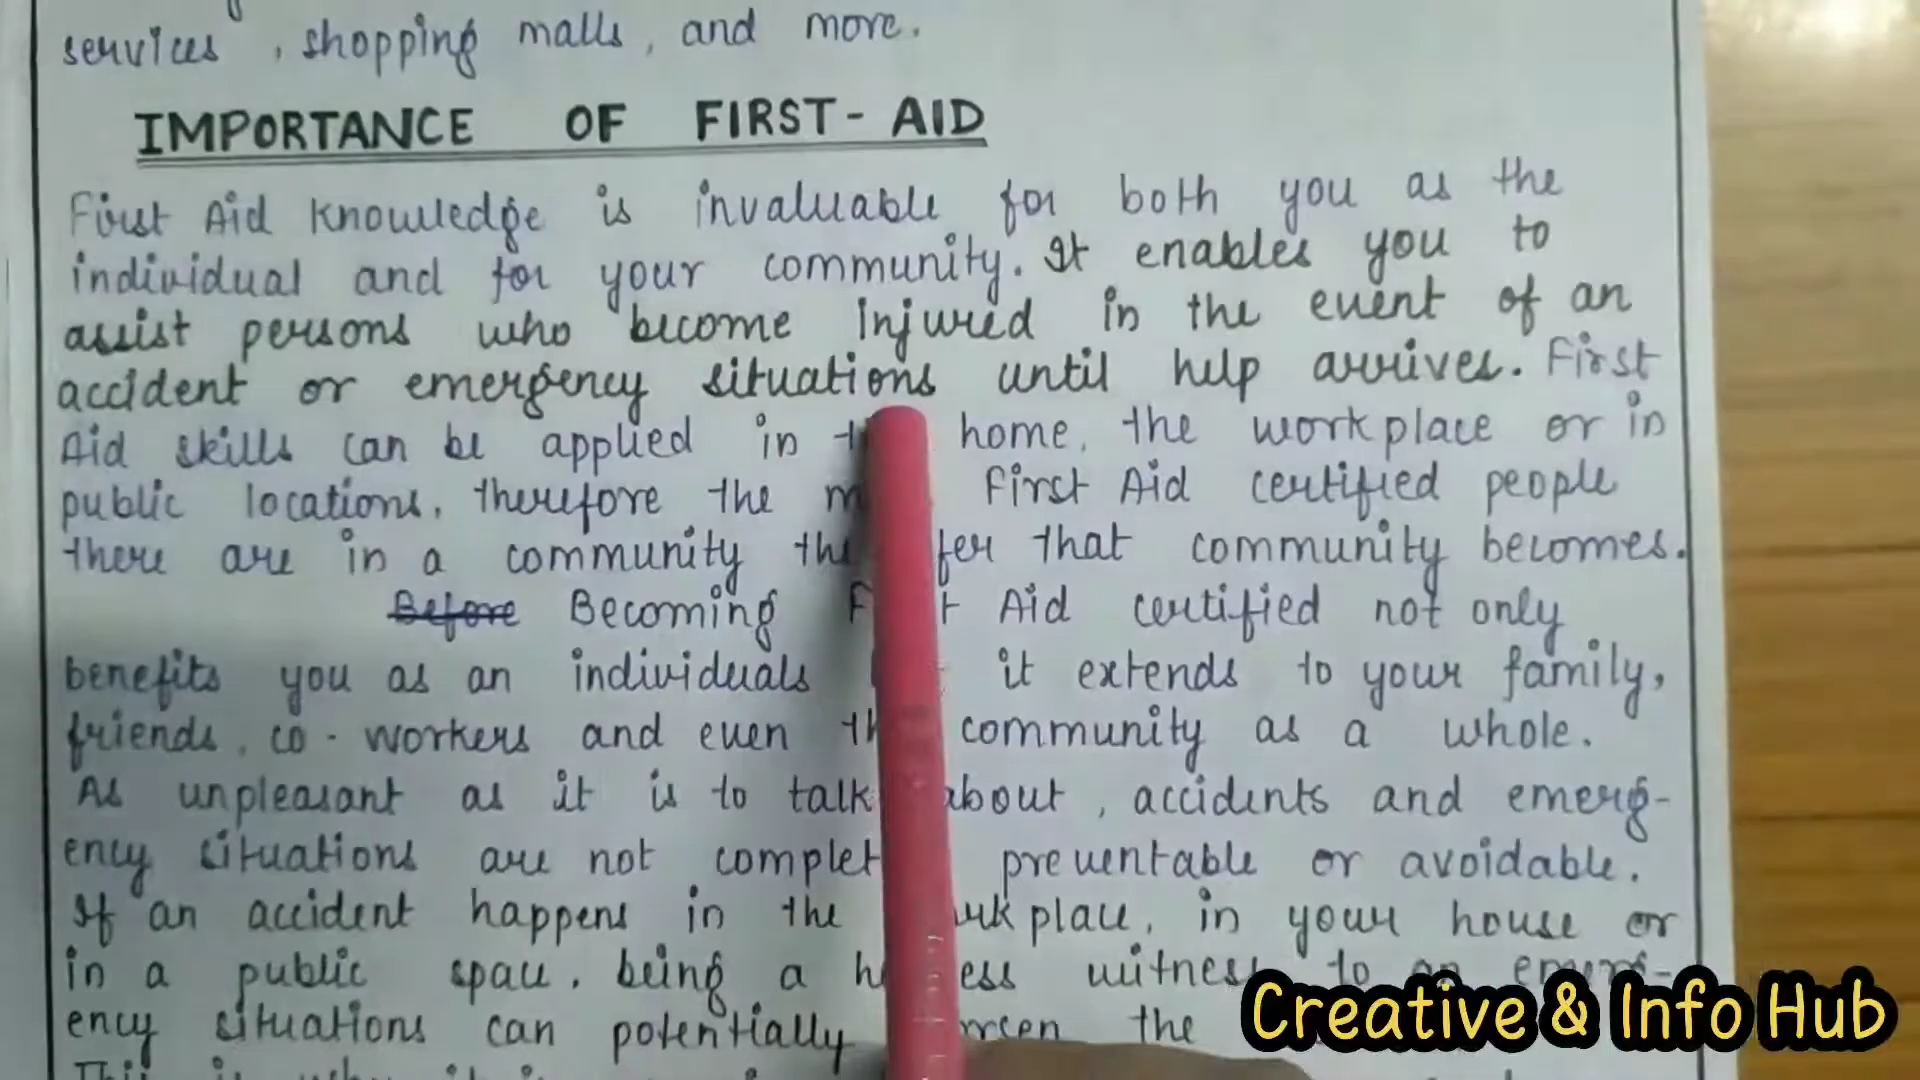 services, shopping malls, and more.
IMPORTANCE OF FIRST-AID
First Aid knowledge is invaluable for both you as the
individual and for your community. It enables you to
assist persons who become injured in the event of an
accident or emergency situations until help arrives. First
Aid skills can be applied in home, the workplace or in
public locations, therefore the First Aid certified people
there are in a community that community becomes.
Before Becoming Aid certified not only
benefits you as an individuals it extends to your family,
friends, co-workers and even community as a whole.
As unpleasant as it is to talk about, accidents and emerg-
ency situations are not preventable or avoidable.
If an accident happens in the place, in your house or
in a public space, being a witness to an emerg-
ency situations can potentially the
Creative & Info Hub